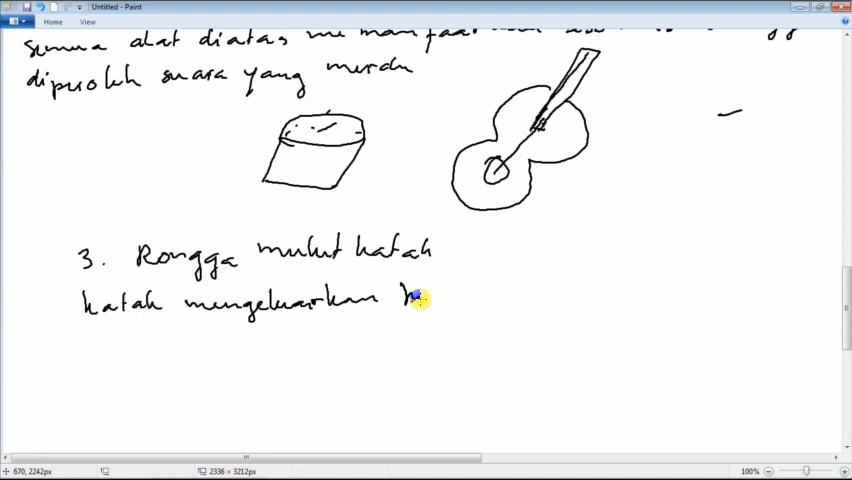 Untitled - Paint
Home View
semua alat diatas
diperoleh suara yang merdu
3. Rongga mulut katak
katak mengeluarkan
670, 2242px
2336 × 3212px
100%